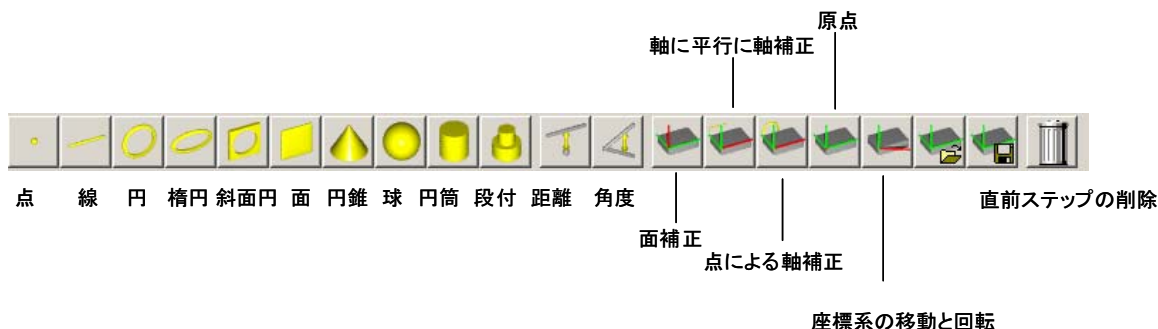 原点
軸に平行に軸補正
点 線 円 楕円 斜面円 面 円錐 球 円筒 段付 距離 角度
直前ステップの削除
面補正
点による軸補正
座標系の移動と回転